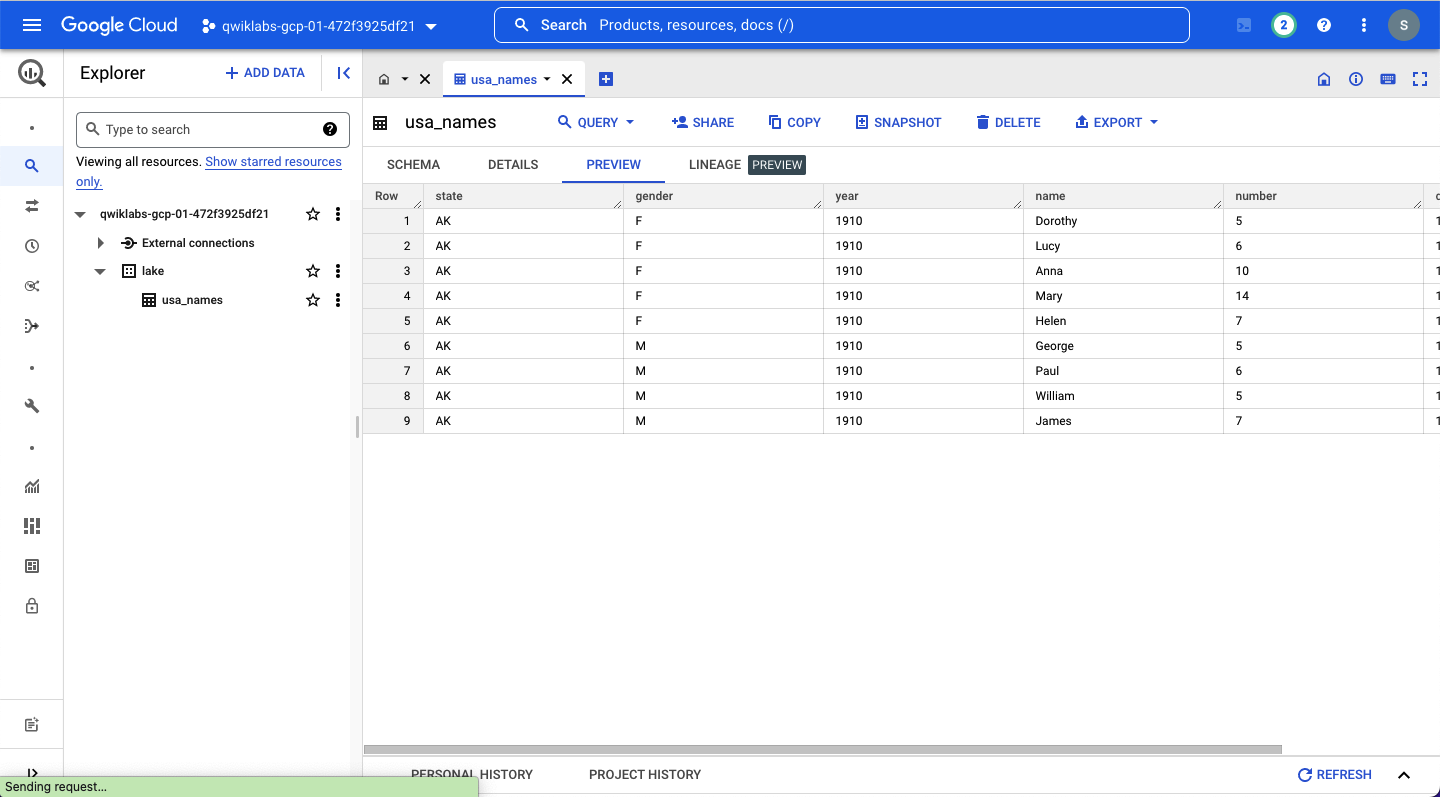 Google Cloud qwiklabs-gcp-01-472f3925df21 Search Products, resources, docs (/) 2 S
Explorer + ADD DATA
usa_names
Type to search
Viewing all resources. Show starred resources
only.
qwiklabs-gcp-01-472f3925df21
External connections
lake
usa_names
usa_names QUERY SHARE COPY SNAPSHOT DELETE EXPORT
SCHEMA DETAILS PREVIEW LINEAGE PREVIEW
Row state gender year name number
1 AK F 1910 Dorothy 5
2 AK F 1910 Lucy 6
3 AK F 1910 Anna 10
4 AK F 1910 Mary 14
5 AK F 1910 Helen 7
6 AK M 1910 George 5
7 AK M 1910 Paul 6
8 AK M 1910 William 5
9 AK M 1910 James 7
PERSONAL HISTORY PROJECT HISTORY REFRESH
Sending request...